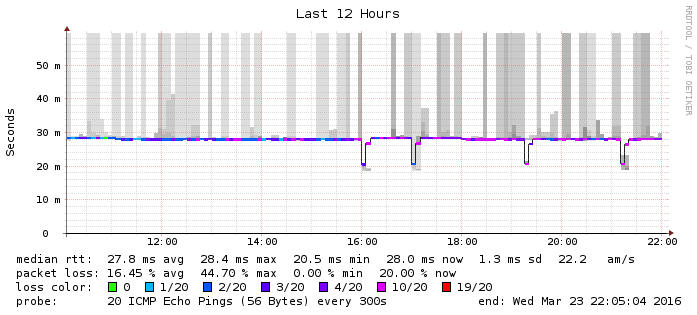 Last 12 Hours
RRDTOOL / TOBI OETIKER
Seconds
50 m
40 m
30 m
20 m
10 m
0
12:00 14:00 16:00 18:00 20:00 22:00
median rtt: 27.8 ms avg 28.4 ms max 20.5 ms min 28.0 ms now 1.3 ms sd 22.2 am/s
packet loss: 16.45 % avg 44.70 % max 0.00 % min 20.00 % now
loss color: 0 1/20 2/20 3/20 4/20 10/20 19/20
probe: 20 ICMP Echo Pings (56 Bytes) every 300s end: Wed Mar 23 22:05:04 2016